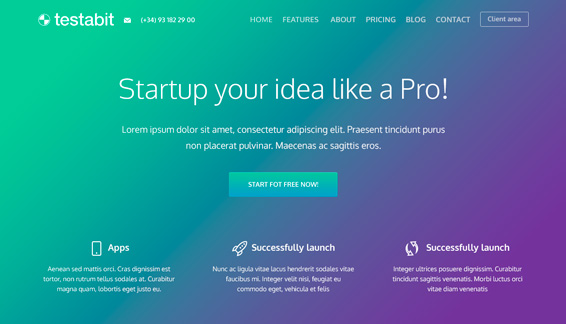 testabit (+34) 93 182 29 00 HOME FEATURES ABOUT PRICING BLOG CONTACT Client area
Startup your idea like a Pro!
Lorem ipsum dolor sit amet, consectetur adipiscing elit. Praesent tincidunt purus
non placerat pulvinar. Maecenas ac sagittis eros.
START FOT FREE NOW!
Apps
Aenean sed mattis orci. Cras dignissim est
tortor, non rutrum tellus sodales at. Curabitur
magna quam, lobortis eget justo eu.
Successfully launch
Nunc ac ligula vitae lacus hendrerit sodales vitae
faucibus mi. Integer velit nisi, feugiat eu
commodo eget, vehicula et felis
Successfully launch
Integer ultrices posuere dignissim. Curabitur
tincidunt sagittis venenatis. Morbi luctus orci
vitae diam venenatis